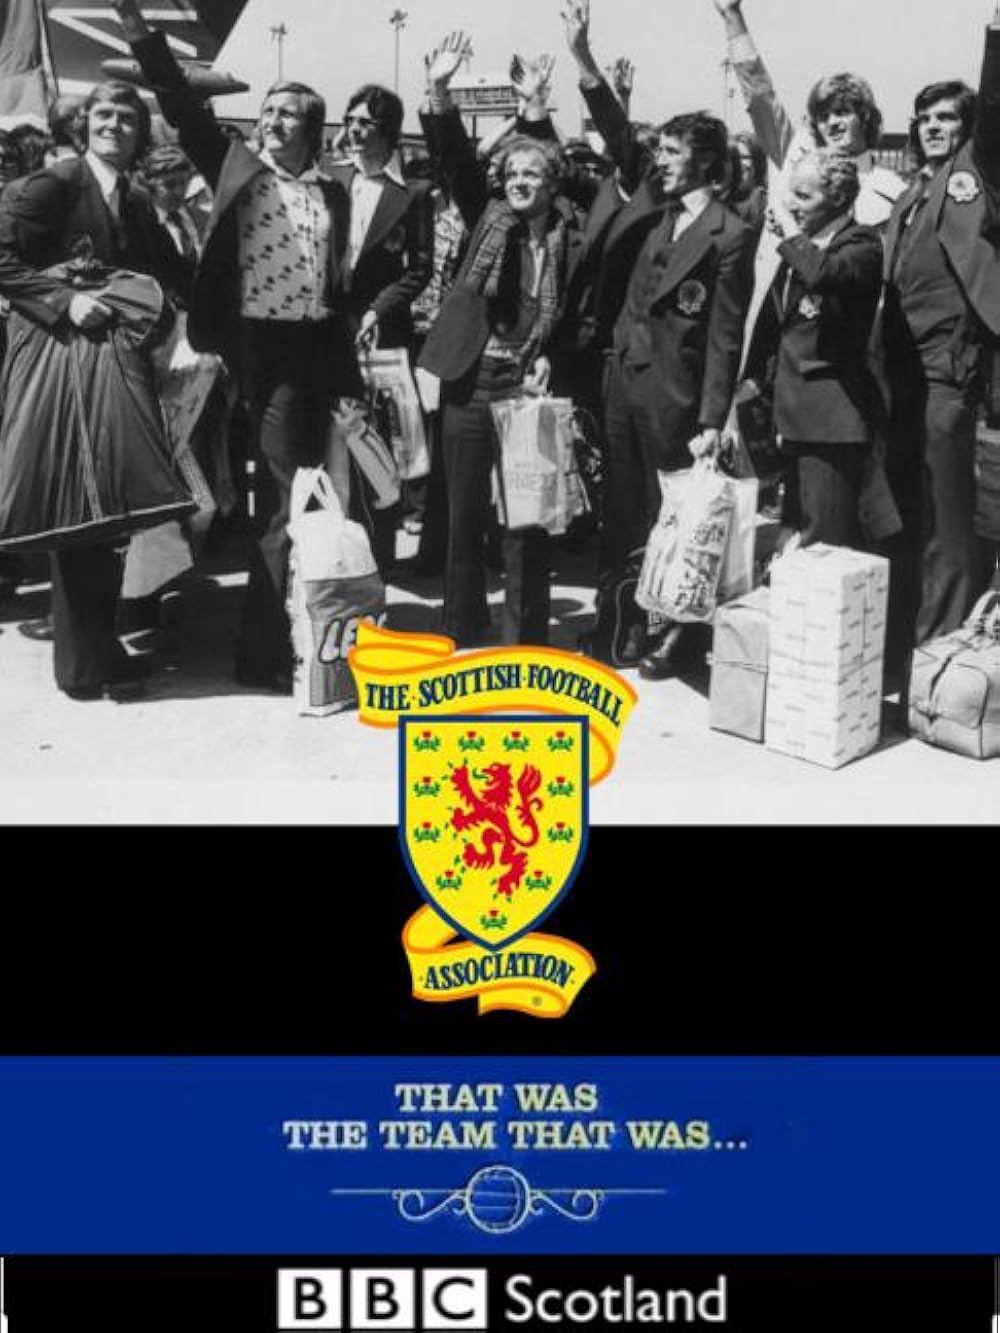 THE·SCOTTISH·FOOTBALL
·ASSOCIATION·
®
THAT WAS
THE TEAM THAT WAS...
BBC Scotland